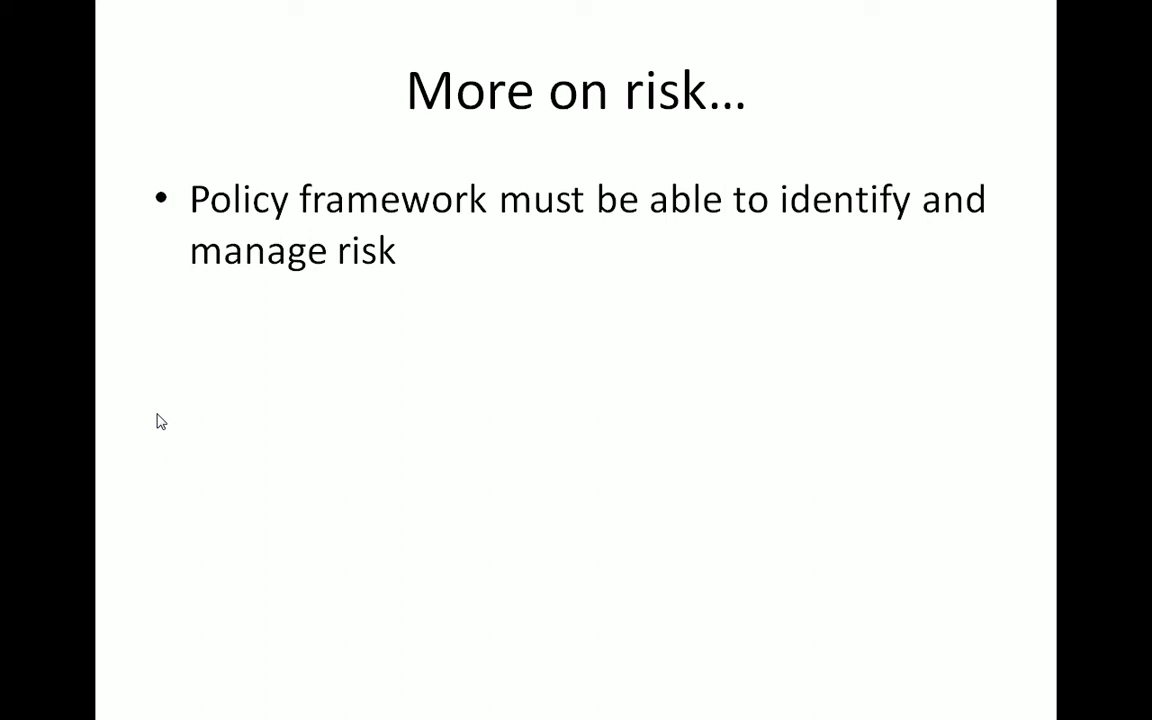 More on risk...
• Policy framework must be able to identify and
manage risk